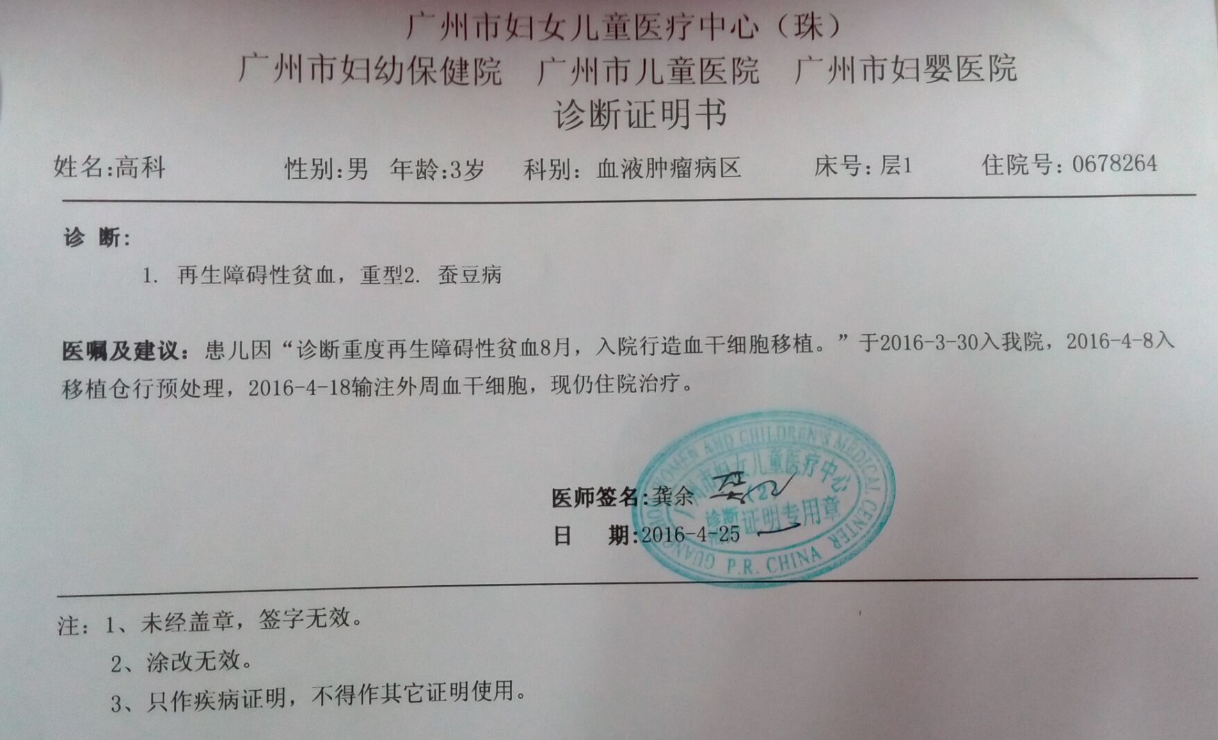 广州市妇女儿童医疗中心（珠）
广州市妇幼保健院 广州市儿童医院 广州市妇婴医院
诊断证明书
姓名:高科 性别:男 年龄:3岁 科别: 血液肿瘤病区 床号: 层1 住院号: 0678264
诊 断:
1. 再生障碍性贫血，重型2. 蚕豆病
医嘱及建议: 患儿因“诊断重度再生障碍性贫血8月，入院行造血干细胞移植。”于2016-3-30入我院，2016-4-8入
移植仓行预处理，2016-4-18输注外周血干细胞，现仍住院治疗。
医师签名:龚余
日 期:2016-4-25
GUANGZHOU WOMEN AND CHILDREN'S MEDICAL CENTER
广州市妇女儿童医疗中心
(2)
诊断证明专用章
P.R. CHINA
注: 1、未经盖章，签字无效。
2、涂改无效。
3、只作疾病证明，不得作其它证明使用。